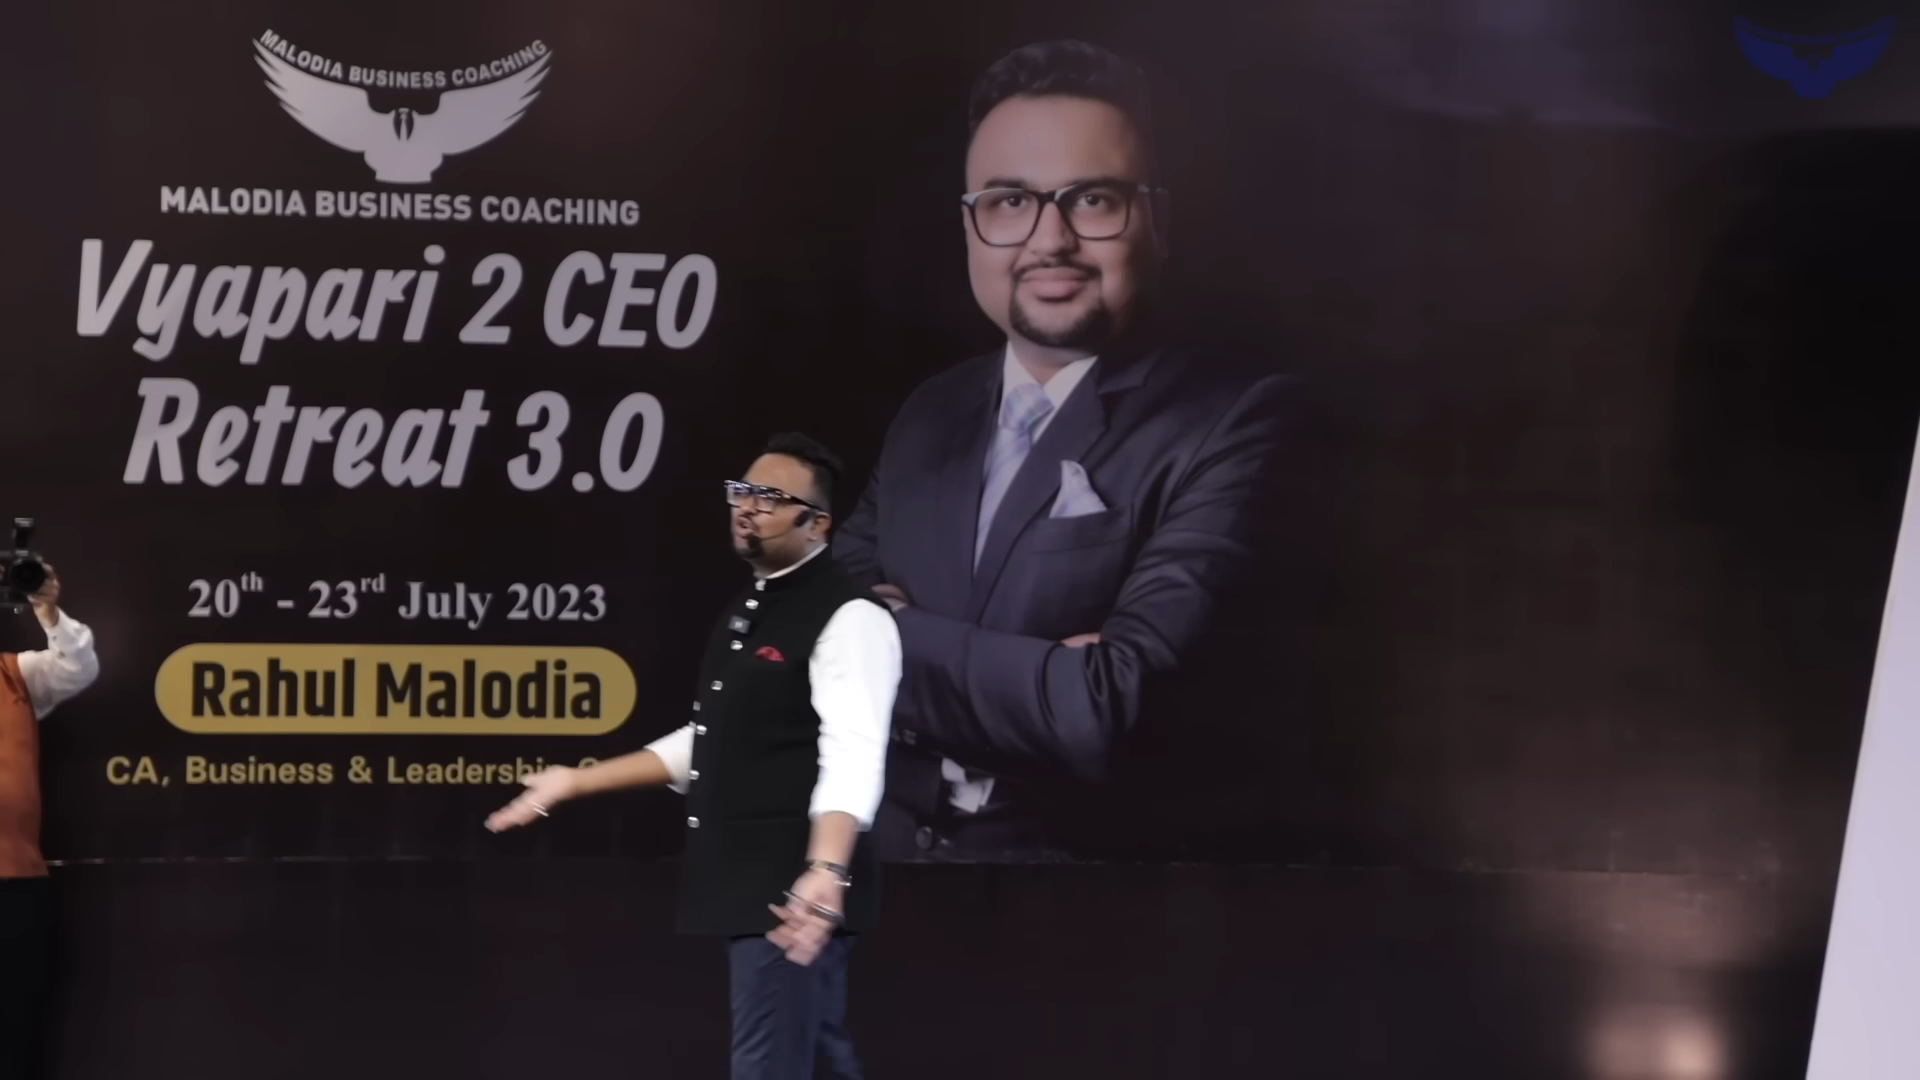 MALODIA BUSINESS COACHING
MALODIA BUSINESS COACHING
Vyapari 2 CEO
Retreat 3.0
20th - 23rd July 2023
Rahul Malodia
CA, Business & Leadership